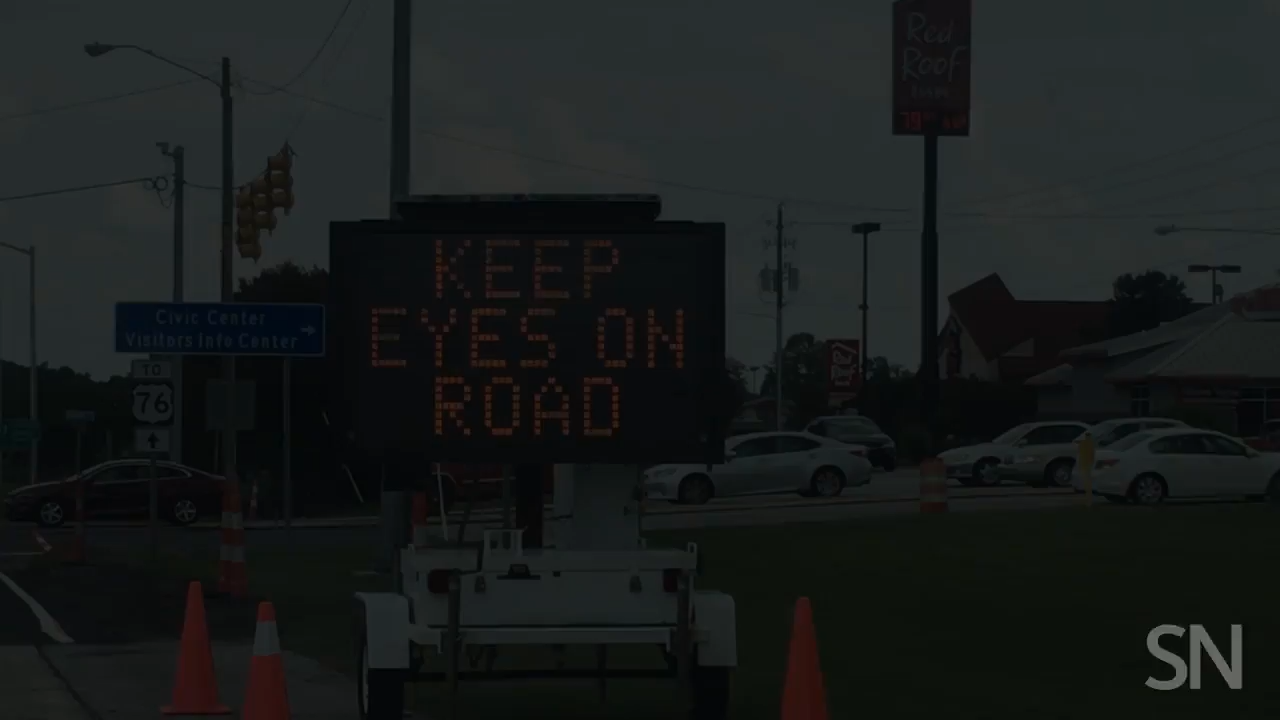 Red
Roof
KEEP
EYES ON
ROAD
Civic Center
Visitors Info Center
TO
76
SN